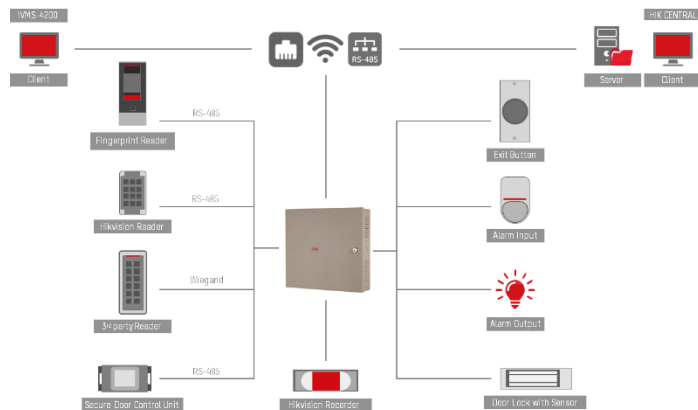 IVMS-4200
HIK CENTRAL
RS-485
Client
Server
Client
RS-485
Fingerprint Reader
Exit Button
RS-485
Hikvision Reader
Alarm Input
Wiegand
3rd party Reader
Alarm Output
RS-485
Secure Door Control Unit
Hikvision Recorder
Door Lock with Sensor